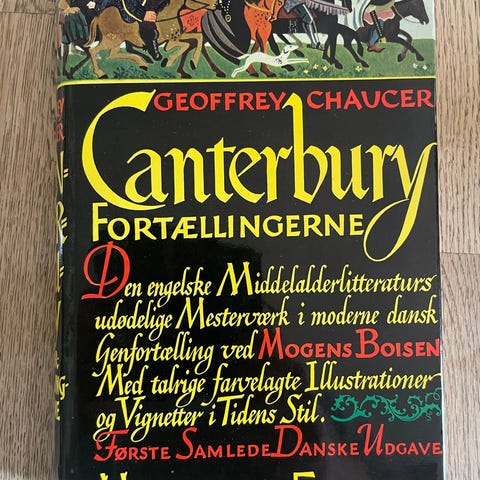 GEOFFREY CHAUCER
Canterbury
FORTÆLLINGERNE
Den engelske Middelalderlitteraturs
udødelige Mesterværk i moderne dansk
Genfortælling ved MOGENS BOISEN
Med talrige farvelagte Illustrationer
og Vignetter i Tidens Stil.
FØRSTE SAMLEDE DANSKE UDGAVE